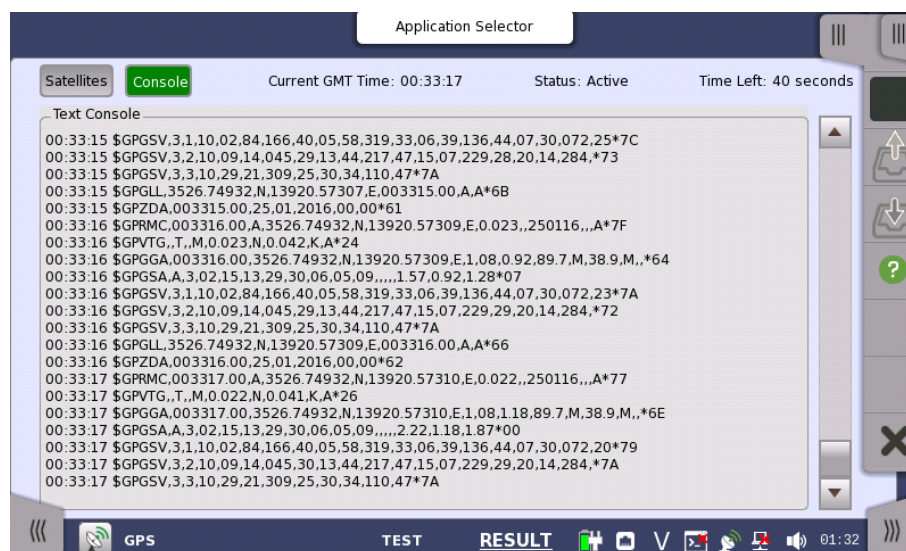 Application Selector
Satellites Console Current GMT Time: 00:33:17 Status: Active Time Left: 40 seconds
Text Console
00:33:15 $GPGSV,3,1,10,02,84,166,40,05,58,319,33,06,39,136,44,07,30,072,25*7C
00:33:15 $GPGSV,3,2,10,09,14,045,29,13,44,217,47,15,07,229,28,20,14,284,*73
00:33:15 $GPGSV,3,3,10,29,21,309,25,30,34,110,47*7A
00:33:15 $GPGLL,3526.74932,N,13920.57307,E,003315.00,A,A*6B
00:33:15 $GPZDA,003315.00,25,01,2016,00,00*61
00:33:16 $GPRMC,003316.00,A,3526.74932,N,13920.57309,E,0.023,,250116,,,A*7F
00:33:16 $GPVTG,,T,,M,0.023,N,0.042,K,A*24
00:33:16 $GPGGA,003316.00,3526.74932,N,13920.57309,E,1,08,0.92,89.7,M,38.9,M,,*64
00:33:16 $GPGSA,A,3,02,15,13,29,30,06,05,09,,,,,1.57,0.92,1.28*07
00:33:16 $GPGSV,3,1,10,02,84,166,40,05,58,319,33,06,39,136,44,07,30,072,23*7A
00:33:16 $GPGSV,3,2,10,09,14,045,29,13,44,217,47,15,07,229,29,20,14,284,*72
00:33:16 $GPGSV,3,3,10,29,21,309,25,30,34,110,47*7A
00:33:16 $GPGLL,3526.74932,N,13920.57309,E,003316.00,A,A*66
00:33:16 $GPZDA,003316.00,25,01,2016,00,00*62
00:33:17 $GPRMC,003317.00,A,3526.74932,N,13920.57310,E,0.022,,250116,,,A*77
00:33:17 $GPVTG,,T,,M,0.022,N,0.041,K,A*26
00:33:17 $GPGGA,003317.00,3526.74932,N,13920.57310,E,1,08,1.18,89.7,M,38.9,M,,*6E
00:33:17 $GPGSA,A,3,02,15,13,29,30,06,05,09,,,,,2.22,1.18,1.87*00
00:33:17 $GPGSV,3,1,10,02,84,166,40,05,58,319,33,06,39,136,44,07,30,072,20*79
00:33:17 $GPGSV,3,2,10,09,14,045,30,13,44,217,47,15,07,229,29,20,14,284,*7A
00:33:17 $GPGSV,3,3,10,29,21,309,25,30,34,110,47*7A
GPS TEST RESULT V 01:32